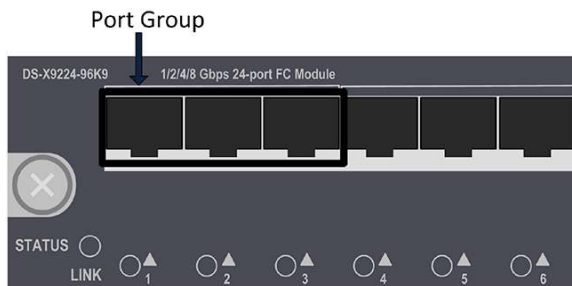 Port Group
DS-X9224-96K9 1/2/4/8 Gbps 24-port FC Module
STATUS
LINK 1 2 3 4 5 6